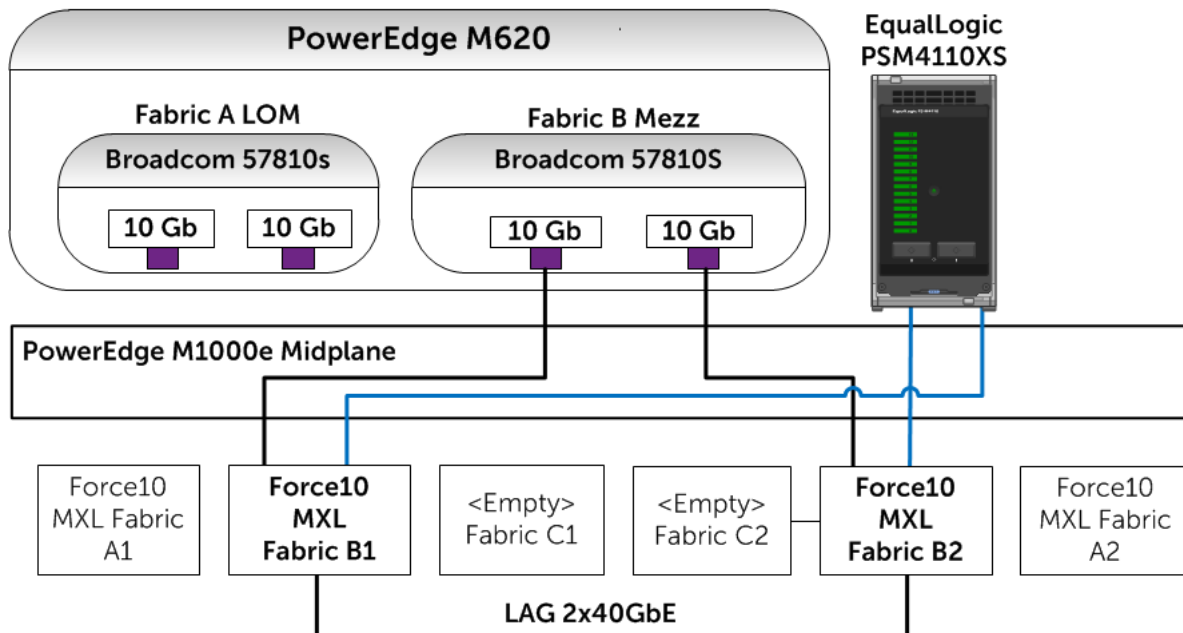 PowerEdge M620
EqualLogic
PSM4110XS
Fabric A LOM
Fabric B Mezz
Broadcom 57810s
Broadcom 57810S
10 Gb
10 Gb
10 Gb
10 Gb
PowerEdge M1000e Midplane
Force10
MXL Fabric
A1
Force10
MXL
Fabric B1
<Empty>
Fabric C1
<Empty>
Fabric C2
Force10
MXL
Fabric B2
Force10
MXL Fabric
A2
LAG 2x40GbE